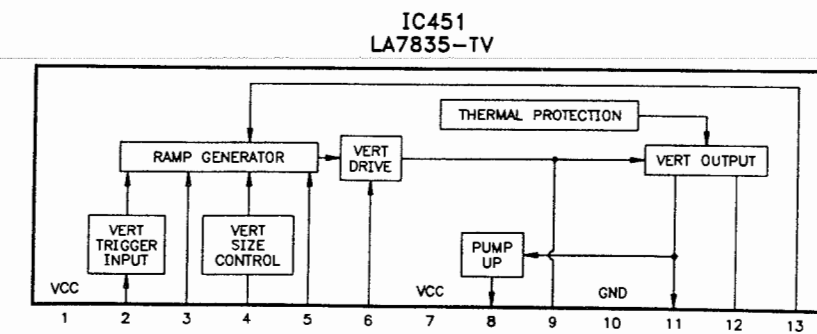 IC451
LA7835-TV
THERMAL PROTECTION
RAMP GENERATOR
VERT
DRIVE
VERT OUTPUT
VERT
TRIGGER
INPUT
VERT
SIZE
CONTROL
PUMP
UP
VCC
VCC
GND
1 2 3 4 5 6 7 8 9 10 11 12 13